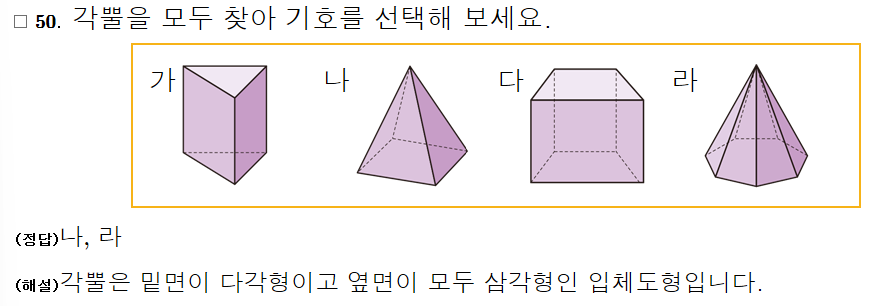 □ 50. 각뿔을 모두 찾아 기호를 선택해 보세요.
가 나 다 라
(정답)나, 라
(해설)각뿔은 밑면이 다각형이고 옆면이 모두 삼각형인 입체도형입니다.